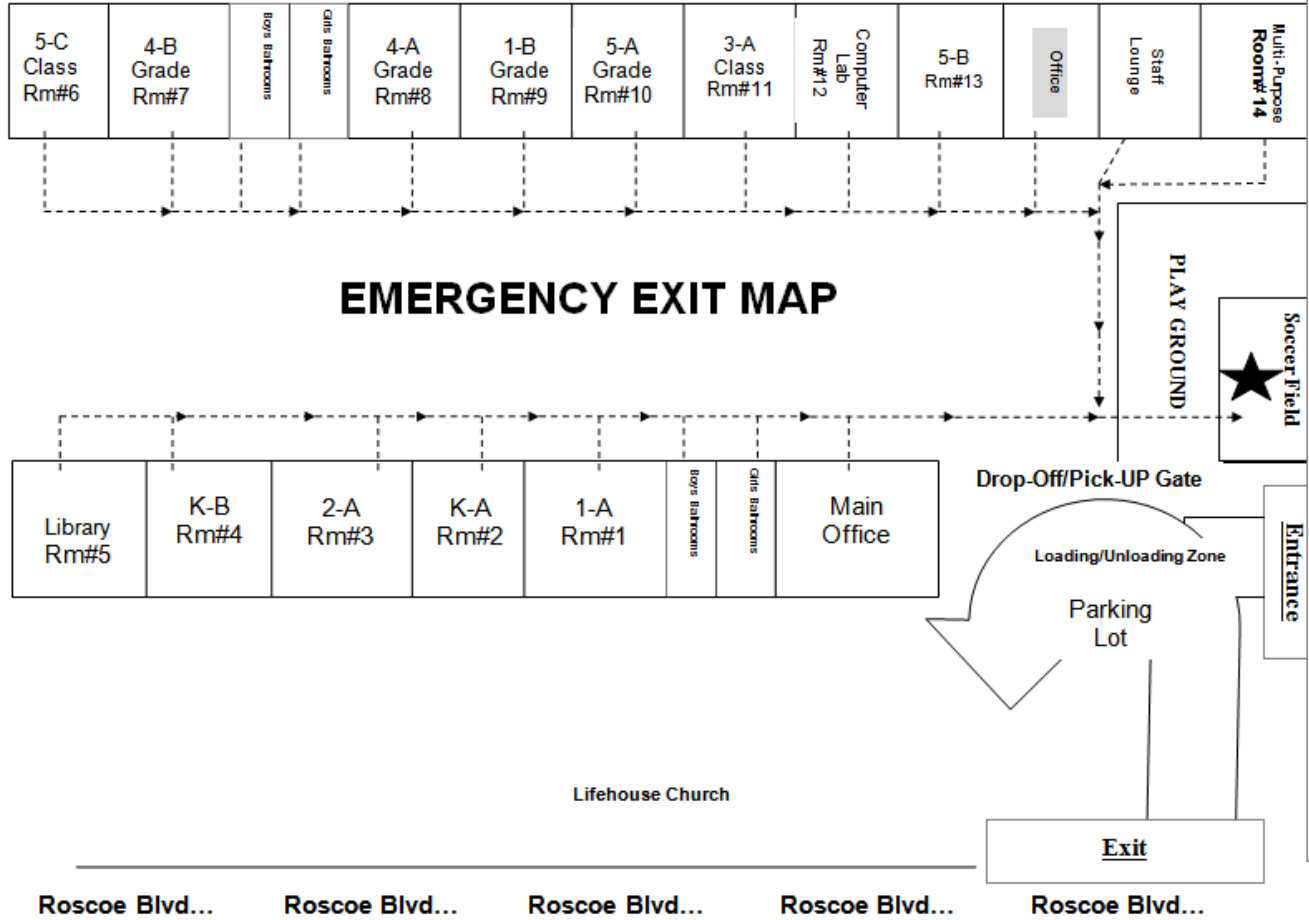 5-C
Class
Rm#6
4-B
Grade
Rm#7
Boys Bathrooms
Girls Bathrooms
4-A
Grade
Rm#8
1-B
Grade
Rm#9
5-A
Grade
Rm#10
3-A
Class
Rm#11
Computer
Lab
Rm#12
5-B
Rm#13
Office
Staff
Lounge
Multi-Purpose
Room# 14
EMERGENCY EXIT MAP
PLAY GROUND
Soccer Field
Library
Rm#5
K-B
Rm#4
2-A
Rm#3
K-A
Rm#2
1-A
Rm#1
Boys Bathrooms
Girls Bathrooms
Main
Office
Drop-Off/Pick-UP Gate
Loading/Unloading Zone
Parking
Lot
Entrance
Lifehouse Church
Exit
Roscoe Blvd... Roscoe Blvd... Roscoe Blvd... Roscoe Blvd... Roscoe Blvd...